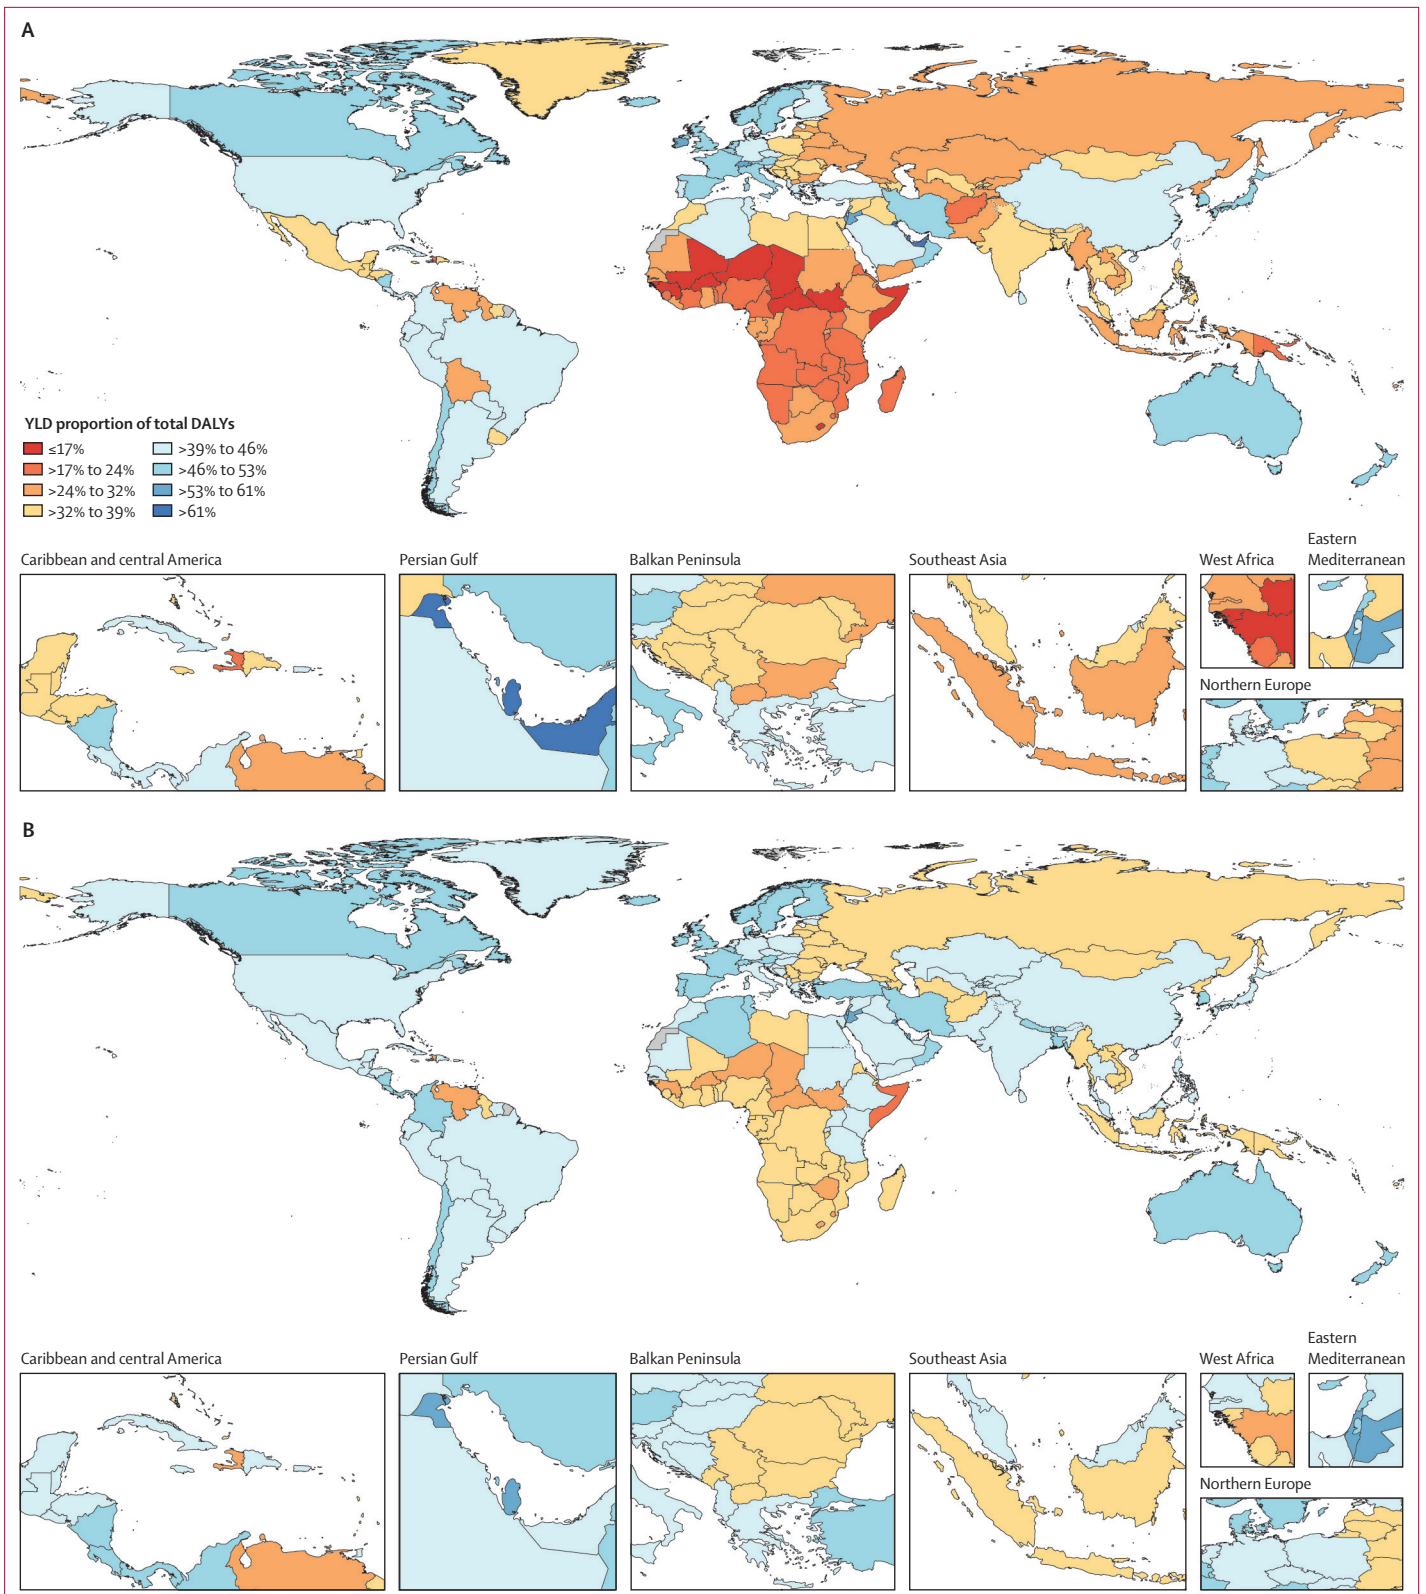 A
YLD proportion of total DALYs
≤17%
>17% to 24%
>24% to 32%
>32% to 39%
>39% to 46%
>46% to 53%
>53% to 61%
>61%
Caribbean and central America
Persian Gulf
Balkan Peninsula
Southeast Asia
West Africa
Eastern
Mediterranean
Northern Europe
B
Caribbean and central America
Persian Gulf
Balkan Peninsula
Southeast Asia
West Africa
Eastern
Mediterranean
Northern Europe